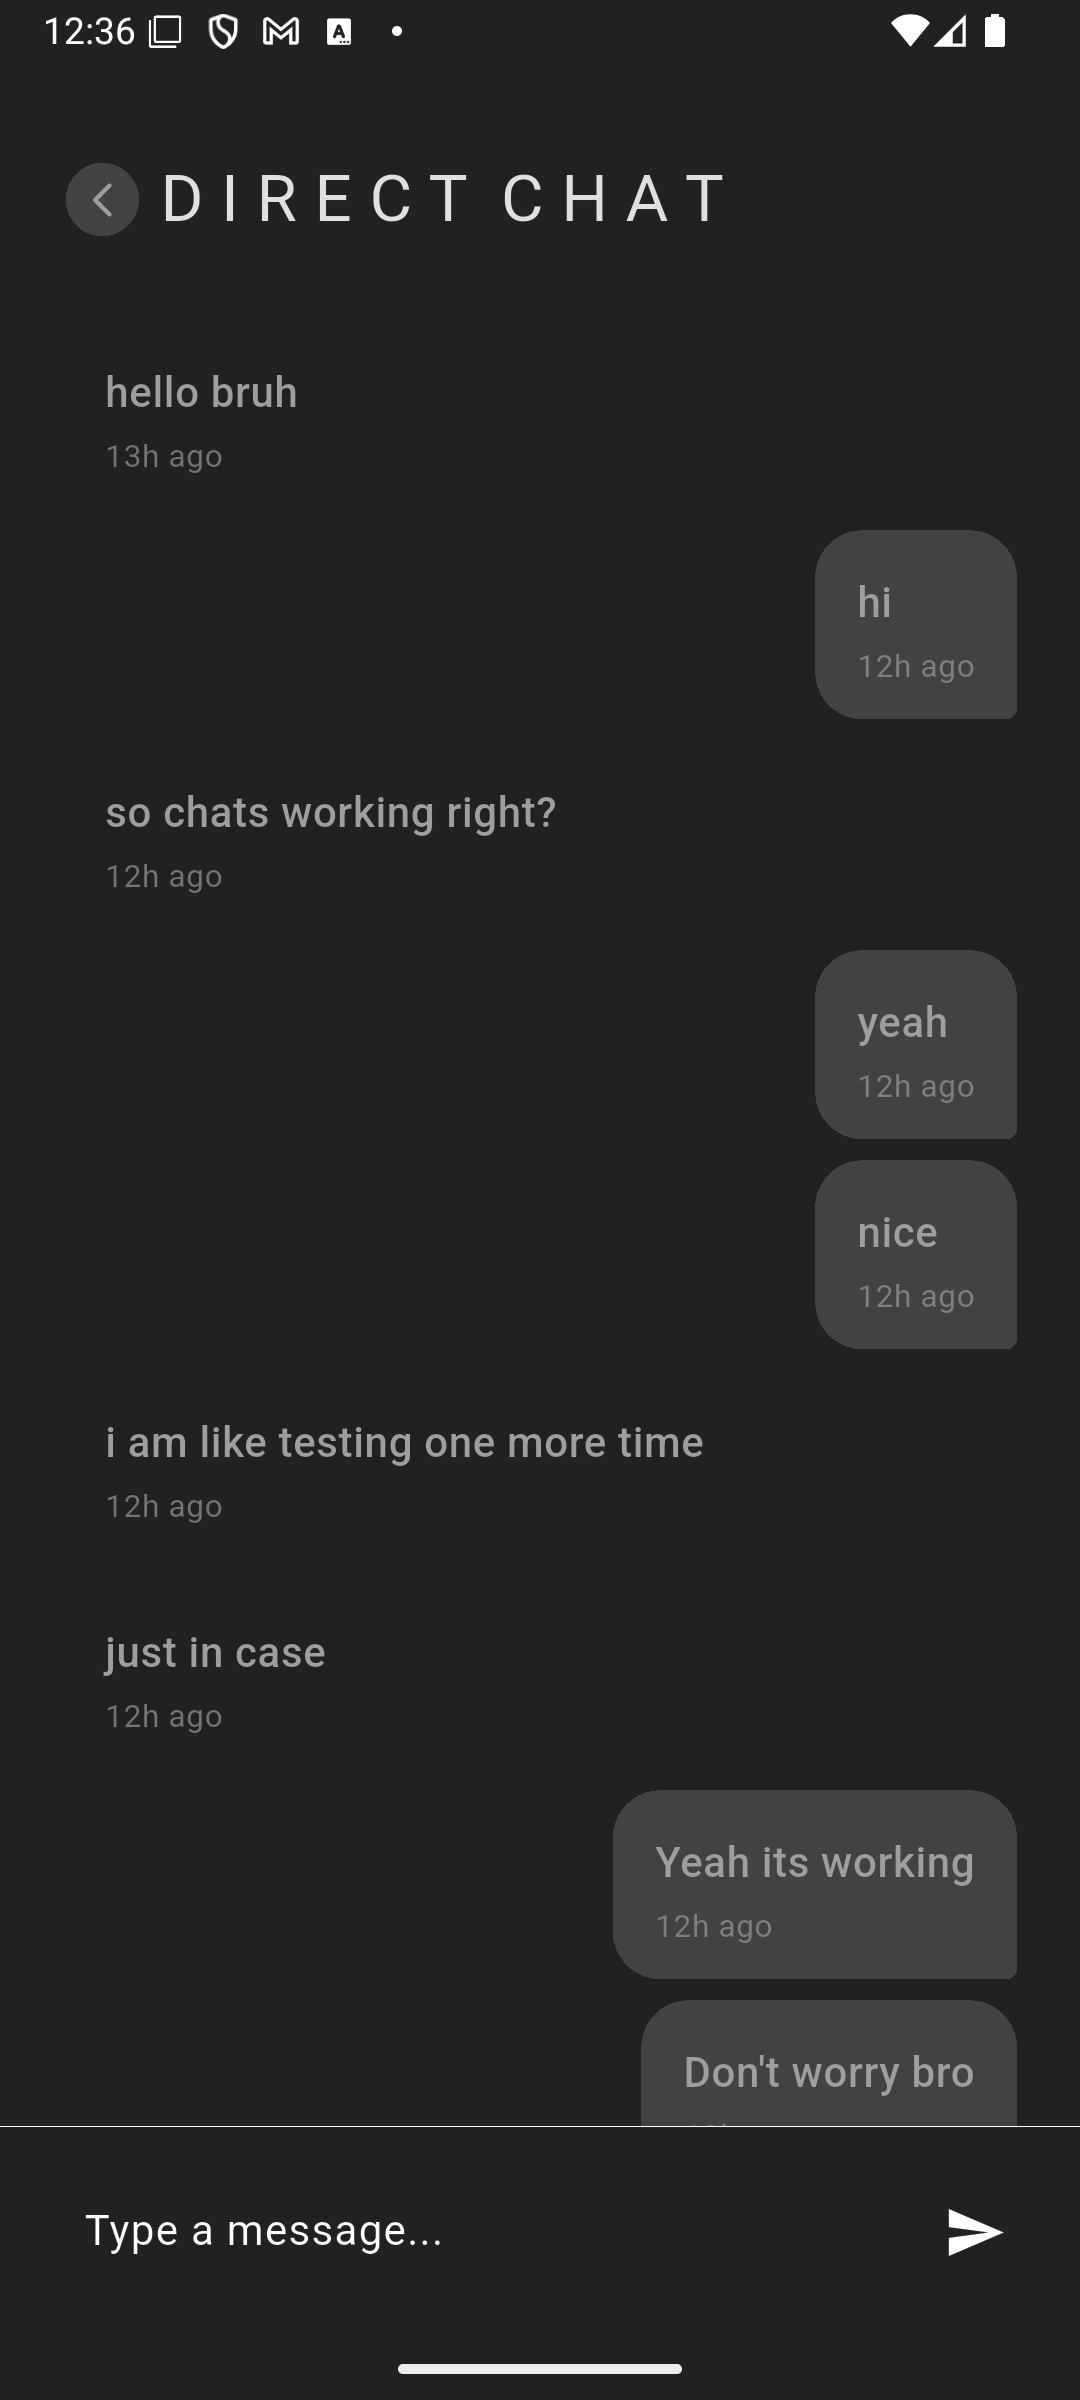 12:36
DIRECT CHAT
hello bruh
13h ago
hi
12h ago
so chats working right?
12h ago
yeah
12h ago
nice
12h ago
i am like testing one more time
12h ago
just in case
12h ago
Yeah its working
12h ago
Don't worry bro
Type a message...